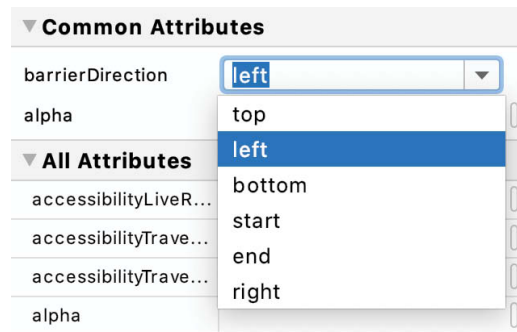 Common Attributes
barrierDirection left
alpha top
left
All Attributes
bottom
accessibilityLiveR...
start
accessibilityTrave...
end
accessibilityTrave...
right
alpha